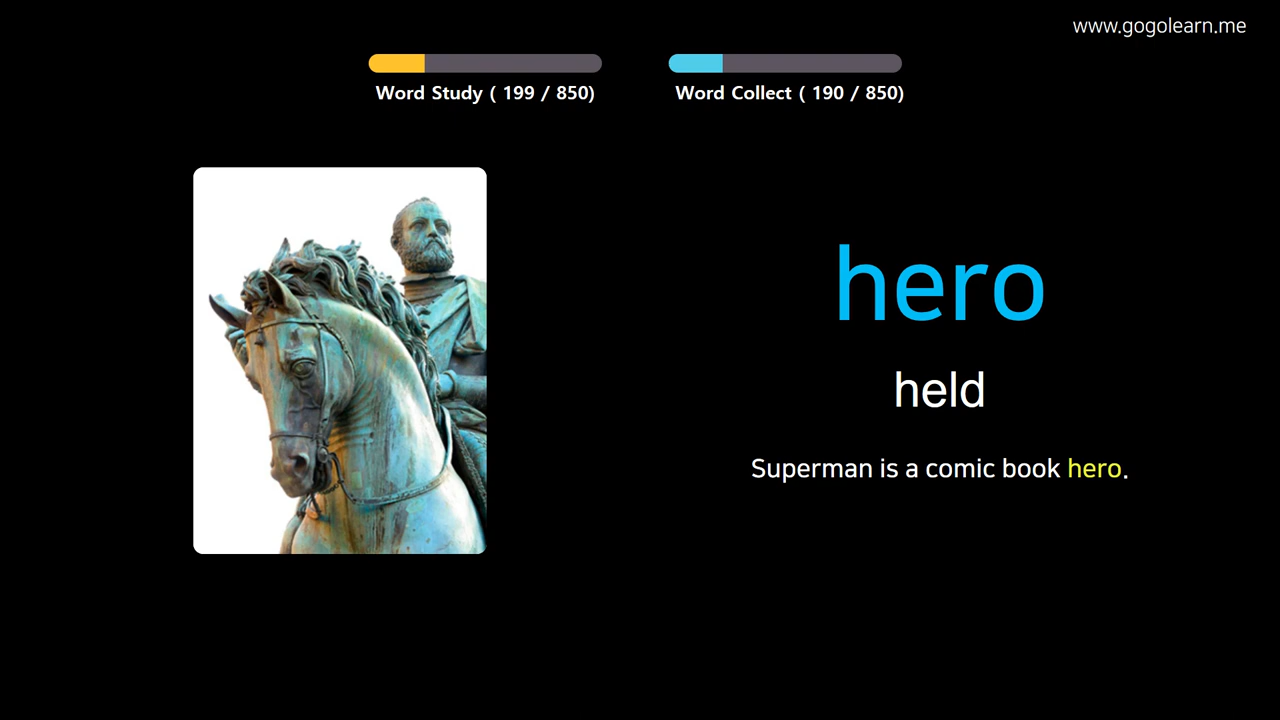 www.gogolearn.me
Word Study ( 199 / 850)
Word Collect ( 190 / 850)
hero
held
Superman is a comic book hero.